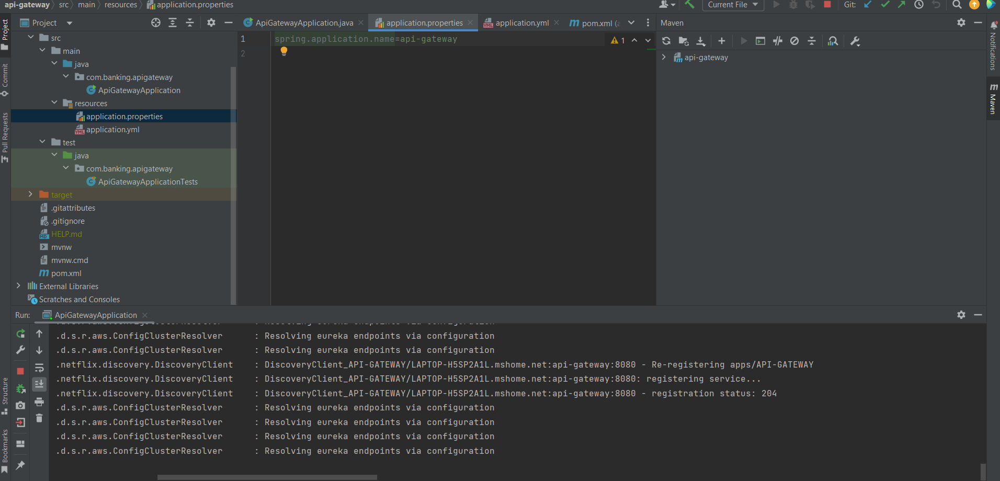 api-gateway > src > main > resources > application.properties
Current File
Git:
Project
ApiGatewayApplication.java
application.properties
application.yml
pom.xml (a
Maven
src
main
java
com.banking.apigateway
ApiGatewayApplication
resources
application.properties
application.yml
test
java
com.banking.apigateway
ApiGatewayApplicationTests
target
.gitattributes
.gitignore
HELP.md
mvnw
mvnw.cmd
pom.xml
External Libraries
Scratches and Consoles
1 spring.application.name=api-gateway
2
1
api-gateway
Project
Commit
Pull Requests
Structure
Bookmarks
Notifications
Maven
Run: ApiGatewayApplication
.d.s.r.aws.ConfigClusterResolver : Resolving eureka endpoints via configuration
.d.s.r.aws.ConfigClusterResolver : Resolving eureka endpoints via configuration
.d.s.r.aws.ConfigClusterResolver : Resolving eureka endpoints via configuration
.netflix.discovery.DiscoveryClient : DiscoveryClient_API-GATEWAY/LAPTOP-H5SP2A1L.mshome.net:api-gateway:8080 - Re-registering apps/API-GATEWAY
.netflix.discovery.DiscoveryClient : DiscoveryClient_API-GATEWAY/LAPTOP-H5SP2A1L.mshome.net:api-gateway:8080: registering service...
.netflix.discovery.DiscoveryClient : DiscoveryClient_API-GATEWAY/LAPTOP-H5SP2A1L.mshome.net:api-gateway:8080 - registration status: 204
.d.s.r.aws.ConfigClusterResolver : Resolving eureka endpoints via configuration
.d.s.r.aws.ConfigClusterResolver : Resolving eureka endpoints via configuration
.d.s.r.aws.ConfigClusterResolver : Resolving eureka endpoints via configuration
.d.s.r.aws.ConfigClusterResolver : Resolving eureka endpoints via configuration